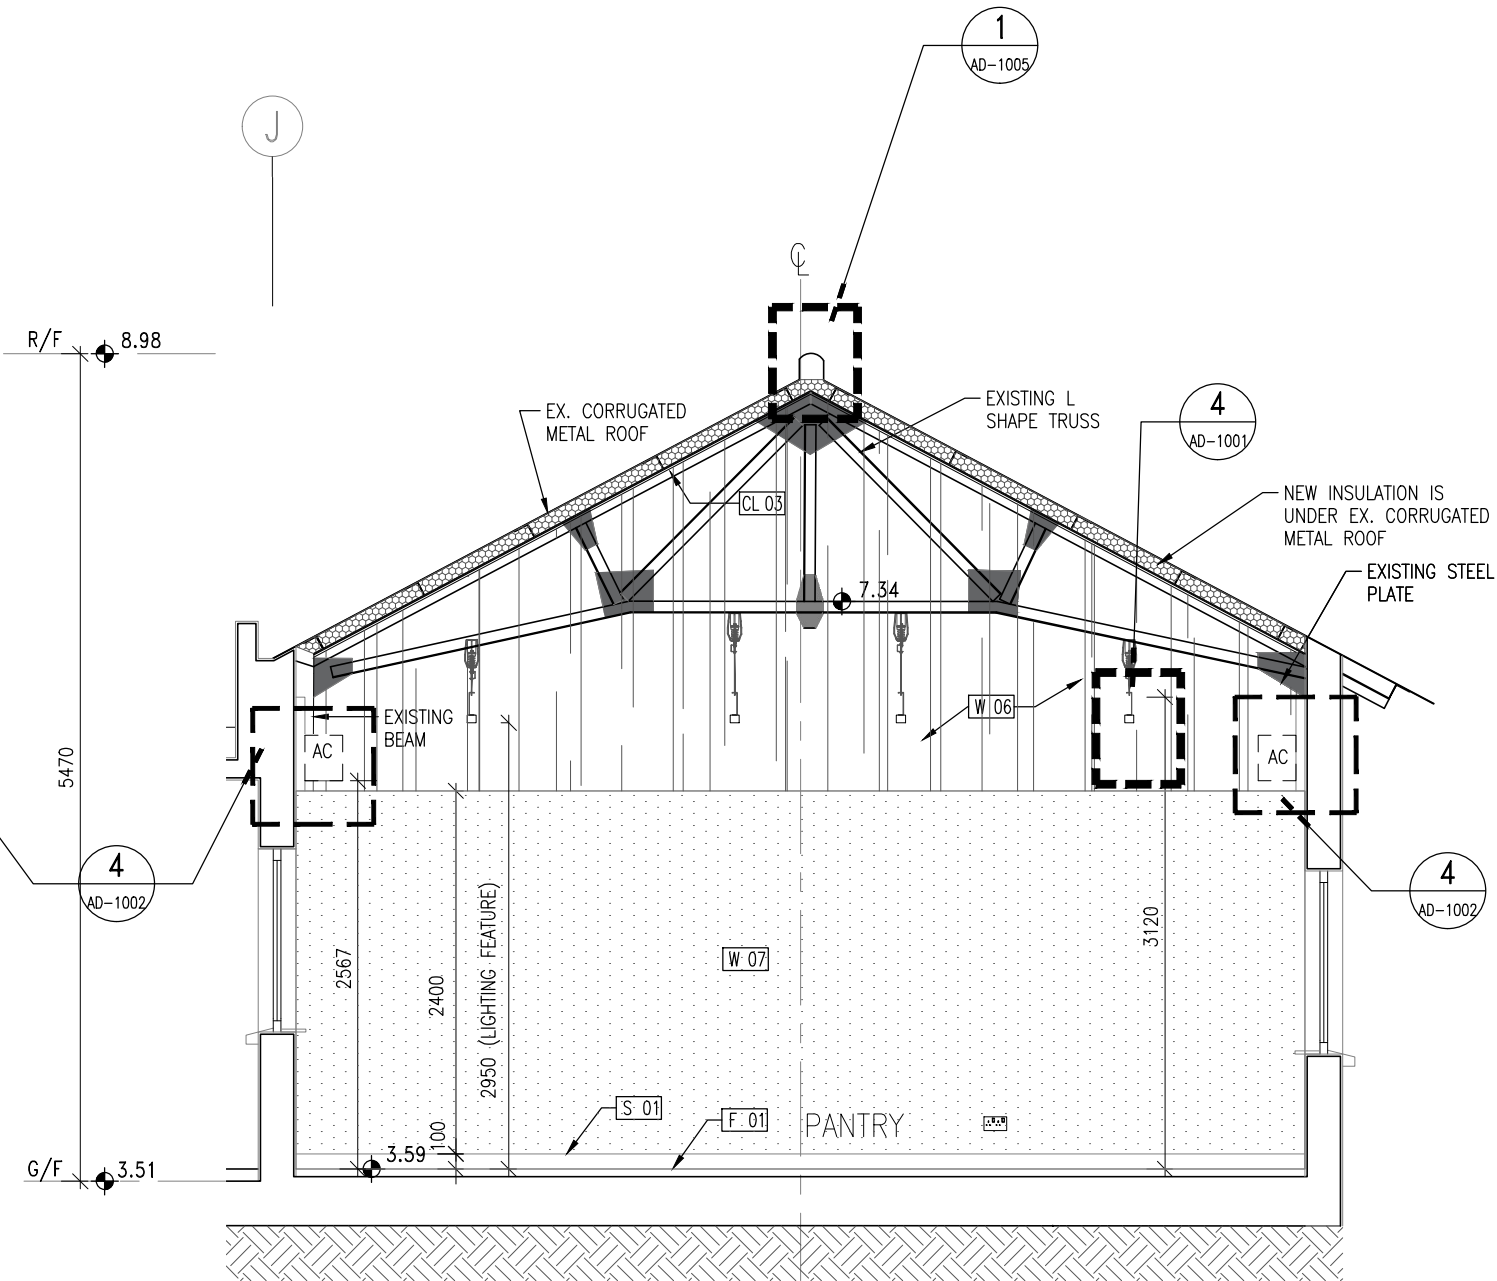 1
AD-1005
J
CL
R/F
8.98
EX. CORRUGATED
METAL ROOF
EXISTING L
SHAPE TRUSS
4
AD-1001
CL 03
NEW INSULATION IS
UNDER EX. CORRUGATED
METAL ROOF
EXISTING STEEL
PLATE
7.34
W 06
EXISTING
BEAM
AC
AC
5470
4
AD-1002
4
AD-1002
2567
2400
2950 (LIGHTING FEATURE)
3120
W 07
S 01
F 01
PANTRY
100
3.59
G/F
3.51